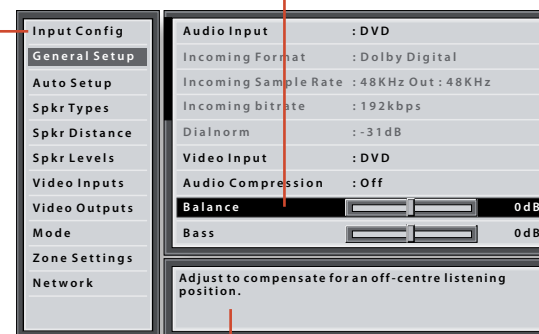 Input Config
General Setup
Auto Setup
Spkr Types
Spkr Distance
Spkr Levels
Video Inputs
Video Outputs
Mode
Zone Settings
Network
Audio Input : DVD
Incoming Format : Dolby Digital
Incoming Sample Rate : 48KHz Out : 48KHz
Incoming bitrate : 192kbps
Dialnorm : -31dB
Video Input : DVD
Audio Compression : Off
Balance 0dB
Bass 0dB
Adjust to compensate for an off-centre listening
position.